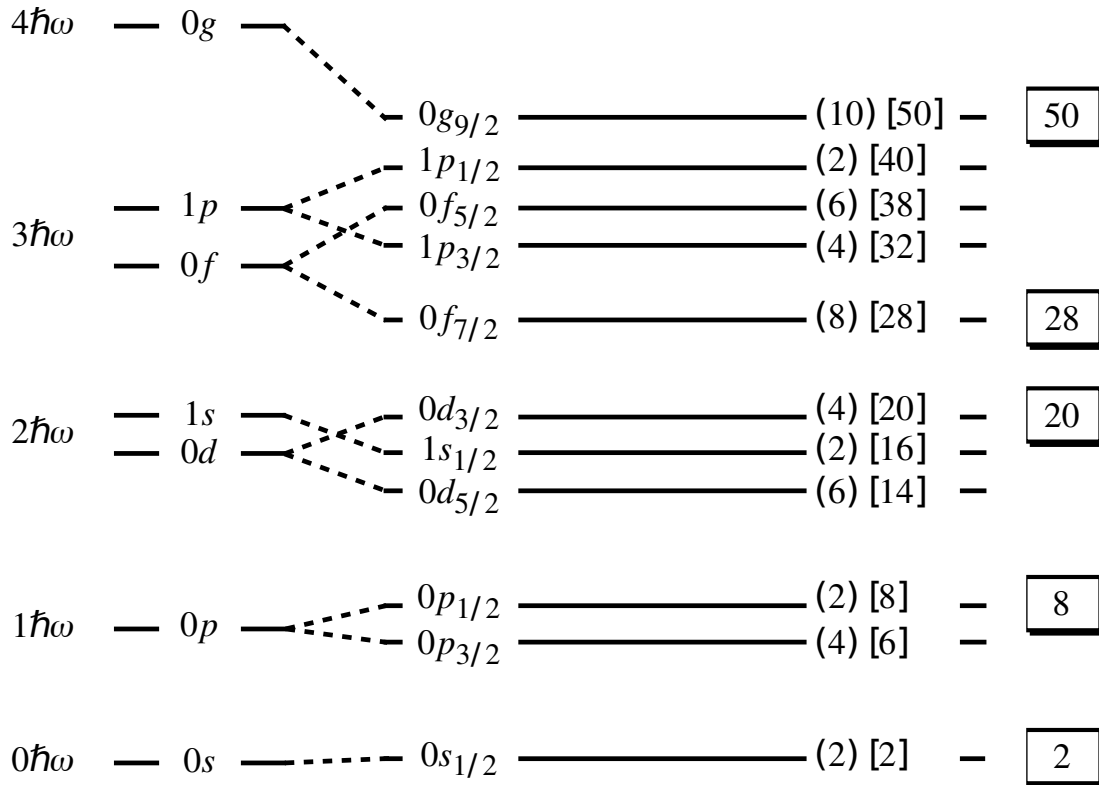 4ℏω 0g
0g9/2 (10) [50] 50
1p1/2 (2) [40]
1p 0f5/2 (6) [38]
3ℏω
1p3/2 (4) [32]
0f
0f7/2 (8) [28] 28
1s 0d3/2 (4) [20] 20
2ℏω
0d 1s1/2 (2) [16]
0d5/2 (6) [14]
0p1/2 (2) [8] 8
1ℏω 0p
0p3/2 (4) [6]
0ℏω 0s 0s1/2 (2) [2] 2